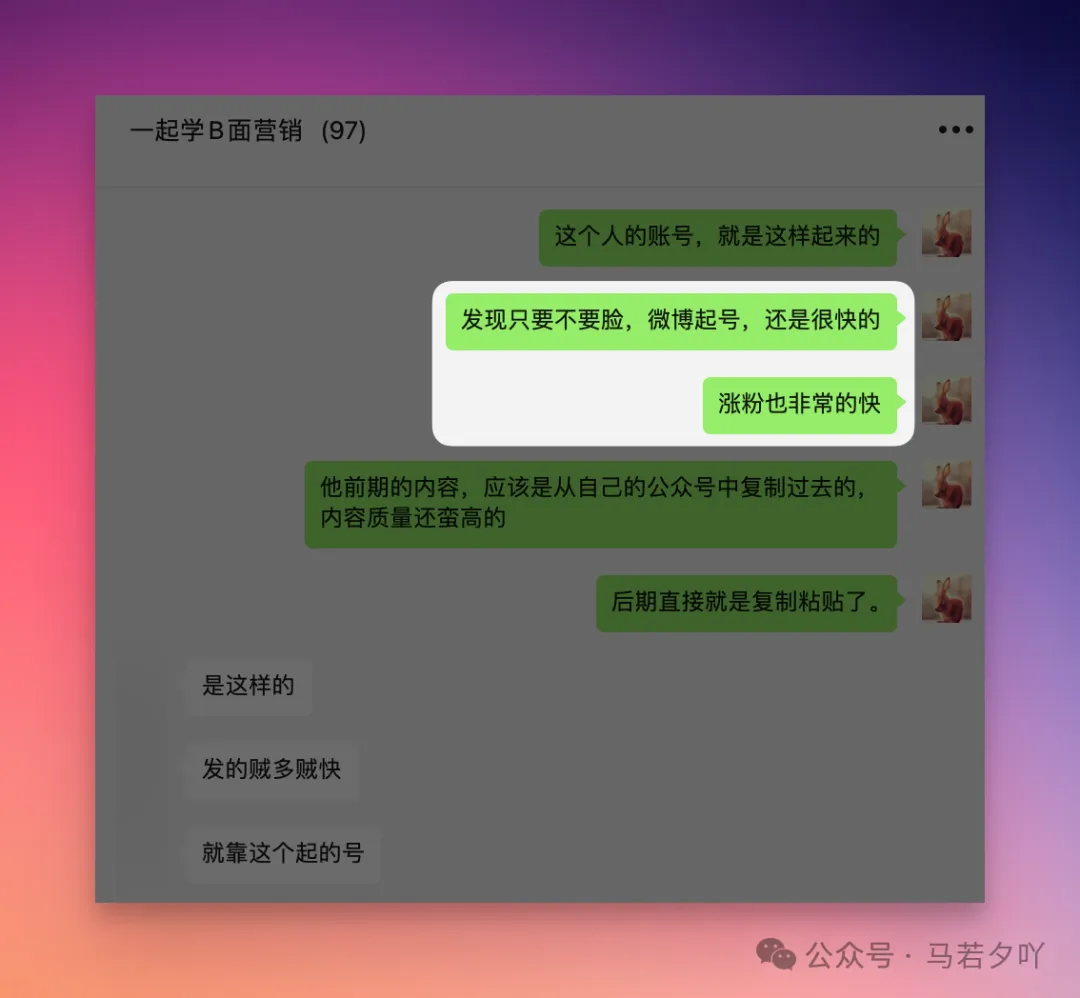 一起学B面营销 (97)
这个人的账号，就是这样起来的
发现只要不要脸，微博起号，还是很快的
涨粉也非常的快
他前期的内容，应该是从自己的公众号中复制过去的，
内容质量还蛮高的
后期直接就是复制粘贴了。
是这样的
发的贼多贼快
就靠这个起的号
公众号 · 马若夕吖